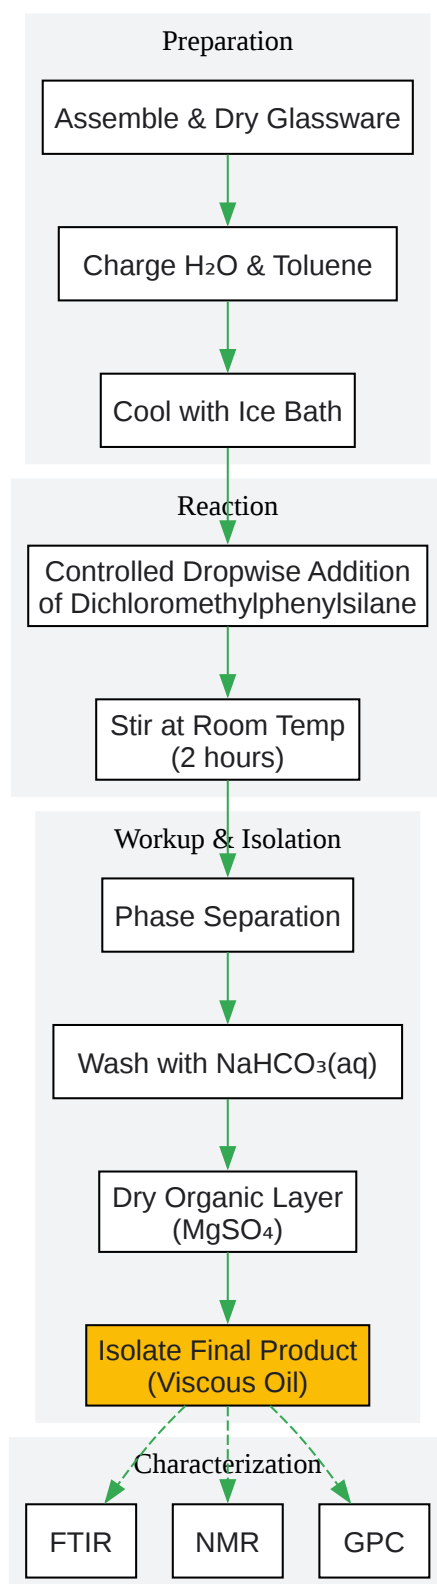 Preparation
Assemble & Dry Glassware
Charge H₂O & Toluene
Cool with Ice Bath
Reaction
Controlled Dropwise Addition
of Dichloromethylphenylsilane
Stir at Room Temp
(2 hours)
Workup & Isolation
Phase Separation
Wash with NaHCO₃(aq)
Dry Organic Layer
(MgSO₄)
Isolate Final Product
(Viscous Oil)
Characterization
FTIR
NMR
GPC